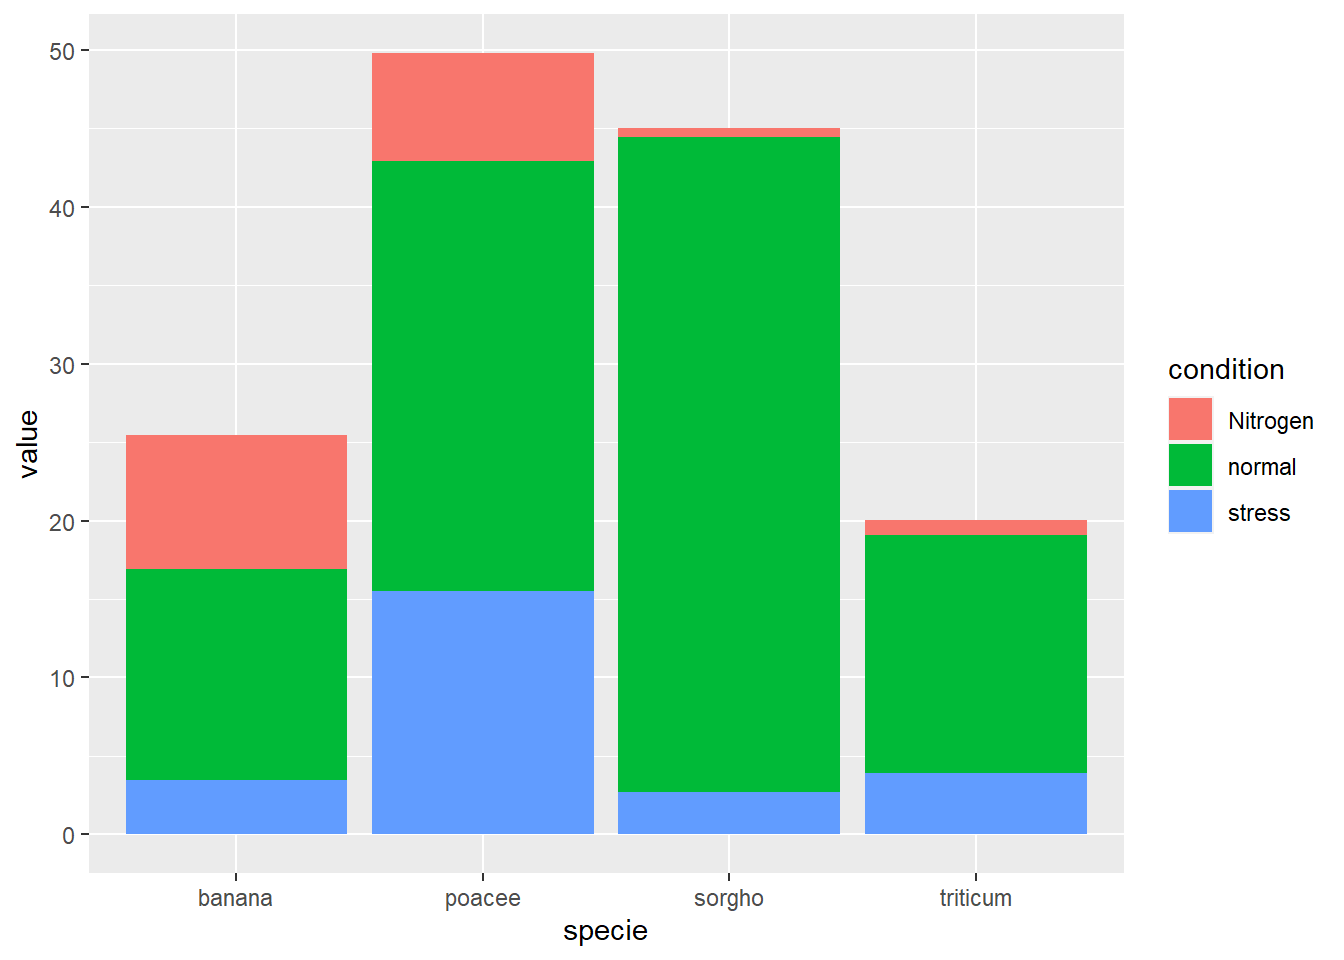 50
40
30
20
10
0
value
banana poacee sorgho triticum
specie
condition
Nitrogen
normal
stress